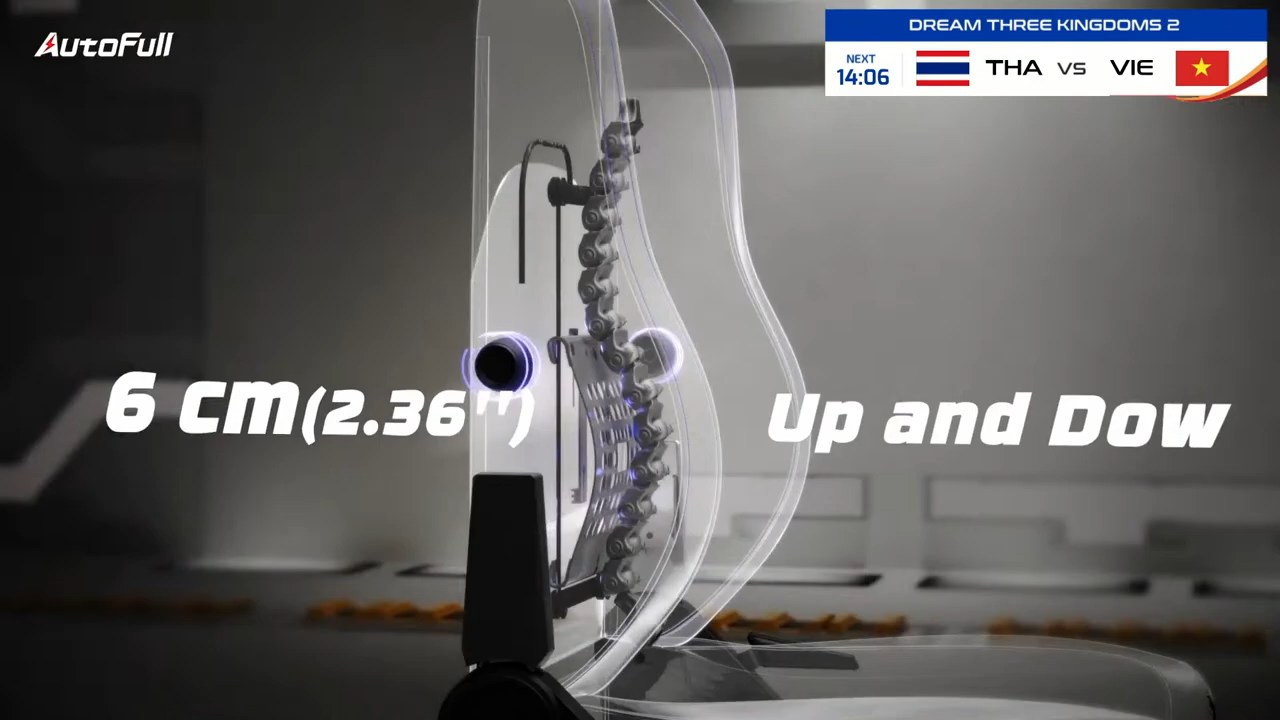 AutoFull
DREAM THREE KINGDOMS 2
NEXT
14:06
THA VS VIE
6 cm(2.36'')
Up and Dow